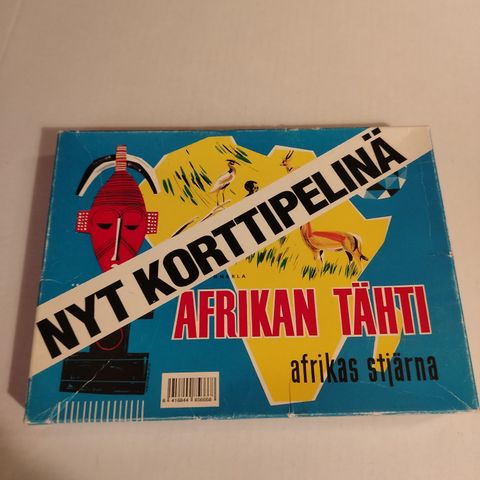 NYT KORTTIPELINÄ
AFRIKAN TÄHTI
afrikas stjärna